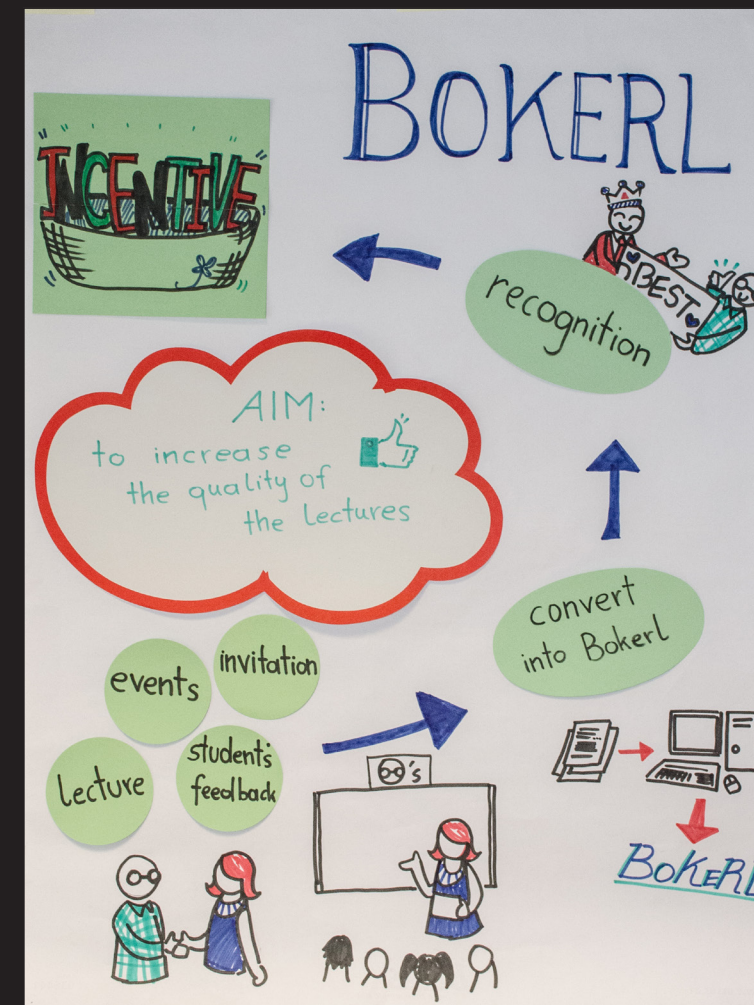 BOKERL
INCENTIVE
BEST
recognition
AIM:
to increase
the quality of
the Lectures
convert
into Bokerl
invitation
events
students
feedback
Lecture
's
BOKERL